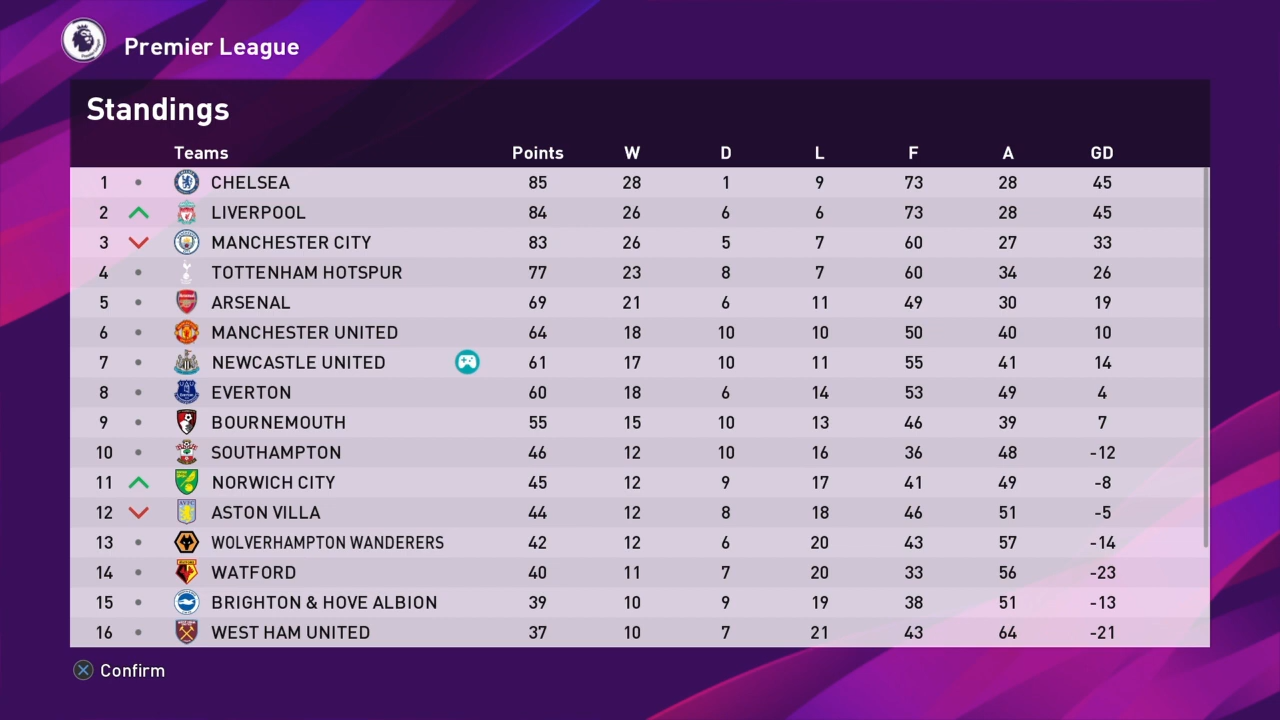 Premier League
Standings
Teams Points W D L F A GD
1 CHELSEA 85 28 1 9 73 28 45
2 LIVERPOOL 84 26 6 6 73 28 45
3 MANCHESTER CITY 83 26 5 7 60 27 33
4 TOTTENHAM HOTSPUR 77 23 8 7 60 34 26
5 ARSENAL 69 21 6 11 49 30 19
6 MANCHESTER UNITED 64 18 10 10 50 40 10
7 NEWCASTLE UNITED 61 17 10 11 55 41 14
8 EVERTON 60 18 6 14 53 49 4
9 BOURNEMOUTH 55 15 10 13 46 39 7
10 SOUTHAMPTON 46 12 10 16 36 48 -12
11 NORWICH CITY 45 12 9 17 41 49 -8
12 ASTON VILLA 44 12 8 18 46 51 -5
13 WOLVERHAMPTON WANDERERS 42 12 6 20 43 57 -14
14 WATFORD 40 11 7 20 33 56 -23
15 BRIGHTON & HOVE ALBION 39 10 9 19 38 51 -13
16 WEST HAM UNITED 37 10 7 21 43 64 -21
Confirm